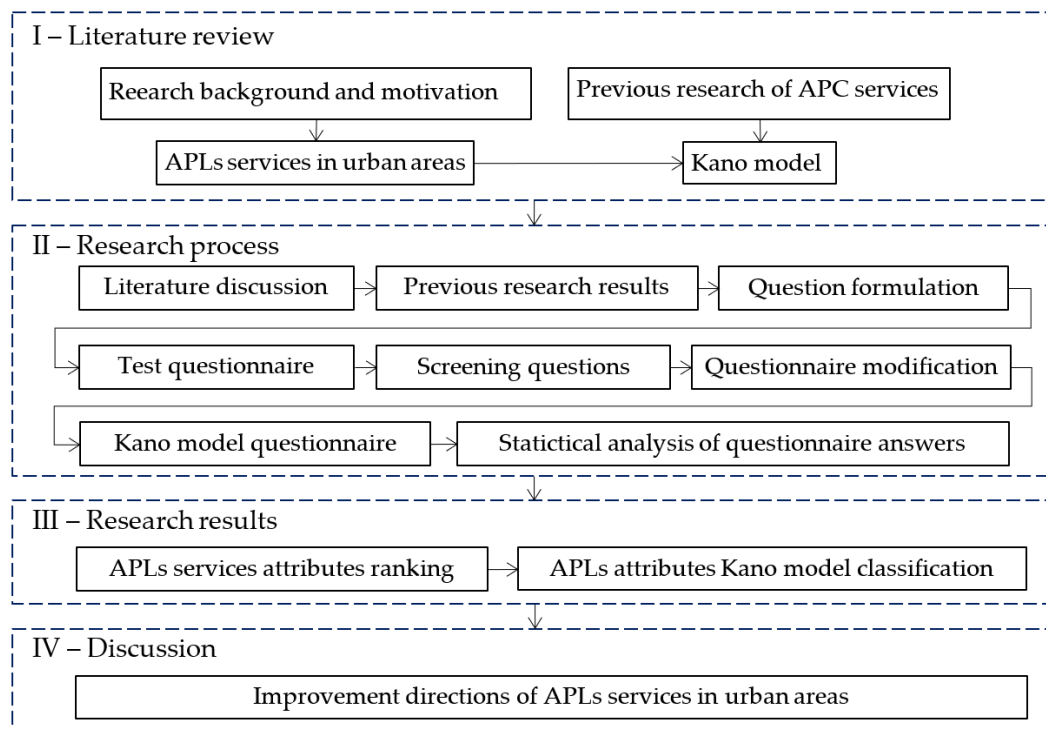 I – Literature review
Reearch background and motivation
Previous research of APC services
APLs services in urban areas
Kano model
II – Research process
Literature discussion
Previous research results
Question formulation
Test questionnaire
Screening questions
Questionnaire modification
Kano model questionnaire
Statictical analysis of questionnaire answers
III – Research results
APLs services attributes ranking
APLs attributes Kano model classification
IV – Discussion
Improvement directions of APLs services in urban areas